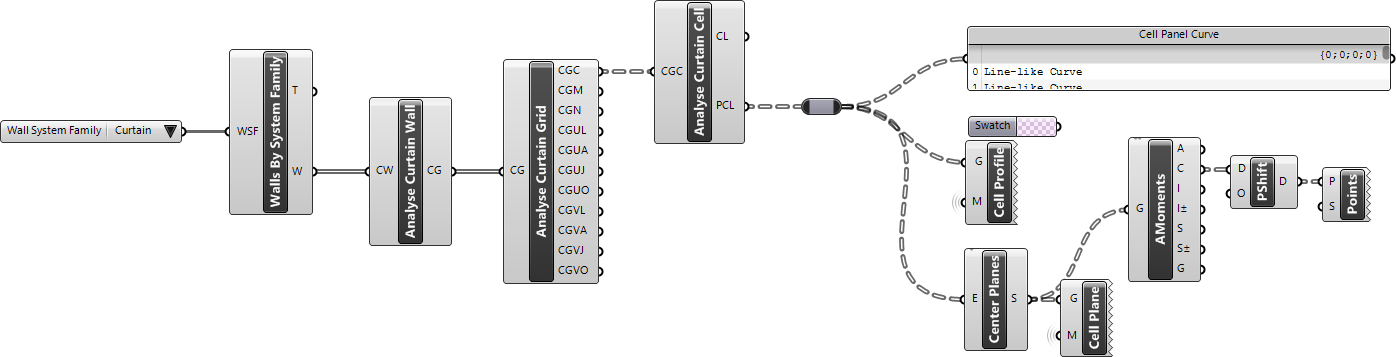 Wall System Family Curtain
WSF
Walls By System Family
T
W
CW
Analyse Curtain Wall
CG
CG
Analyse Curtain Grid
CGC
CGM
CGN
CGUL
CGUA
CGUJ
CGUO
CGVL
CGVA
CGVJ
CGVO
CGC
Analyse Curtain Cell
CL
PCL
Cell Panel Curve
{0;0;0;0}
0 Line-like Curve
1 Line-like Curve
Swatch
G
M
Cell Profile
E
Center Planes
S
G
M
Cell Plane
G
AMoments
A
C
I
I±
S
S±
G
D
O
PShift
D
P
S
Points